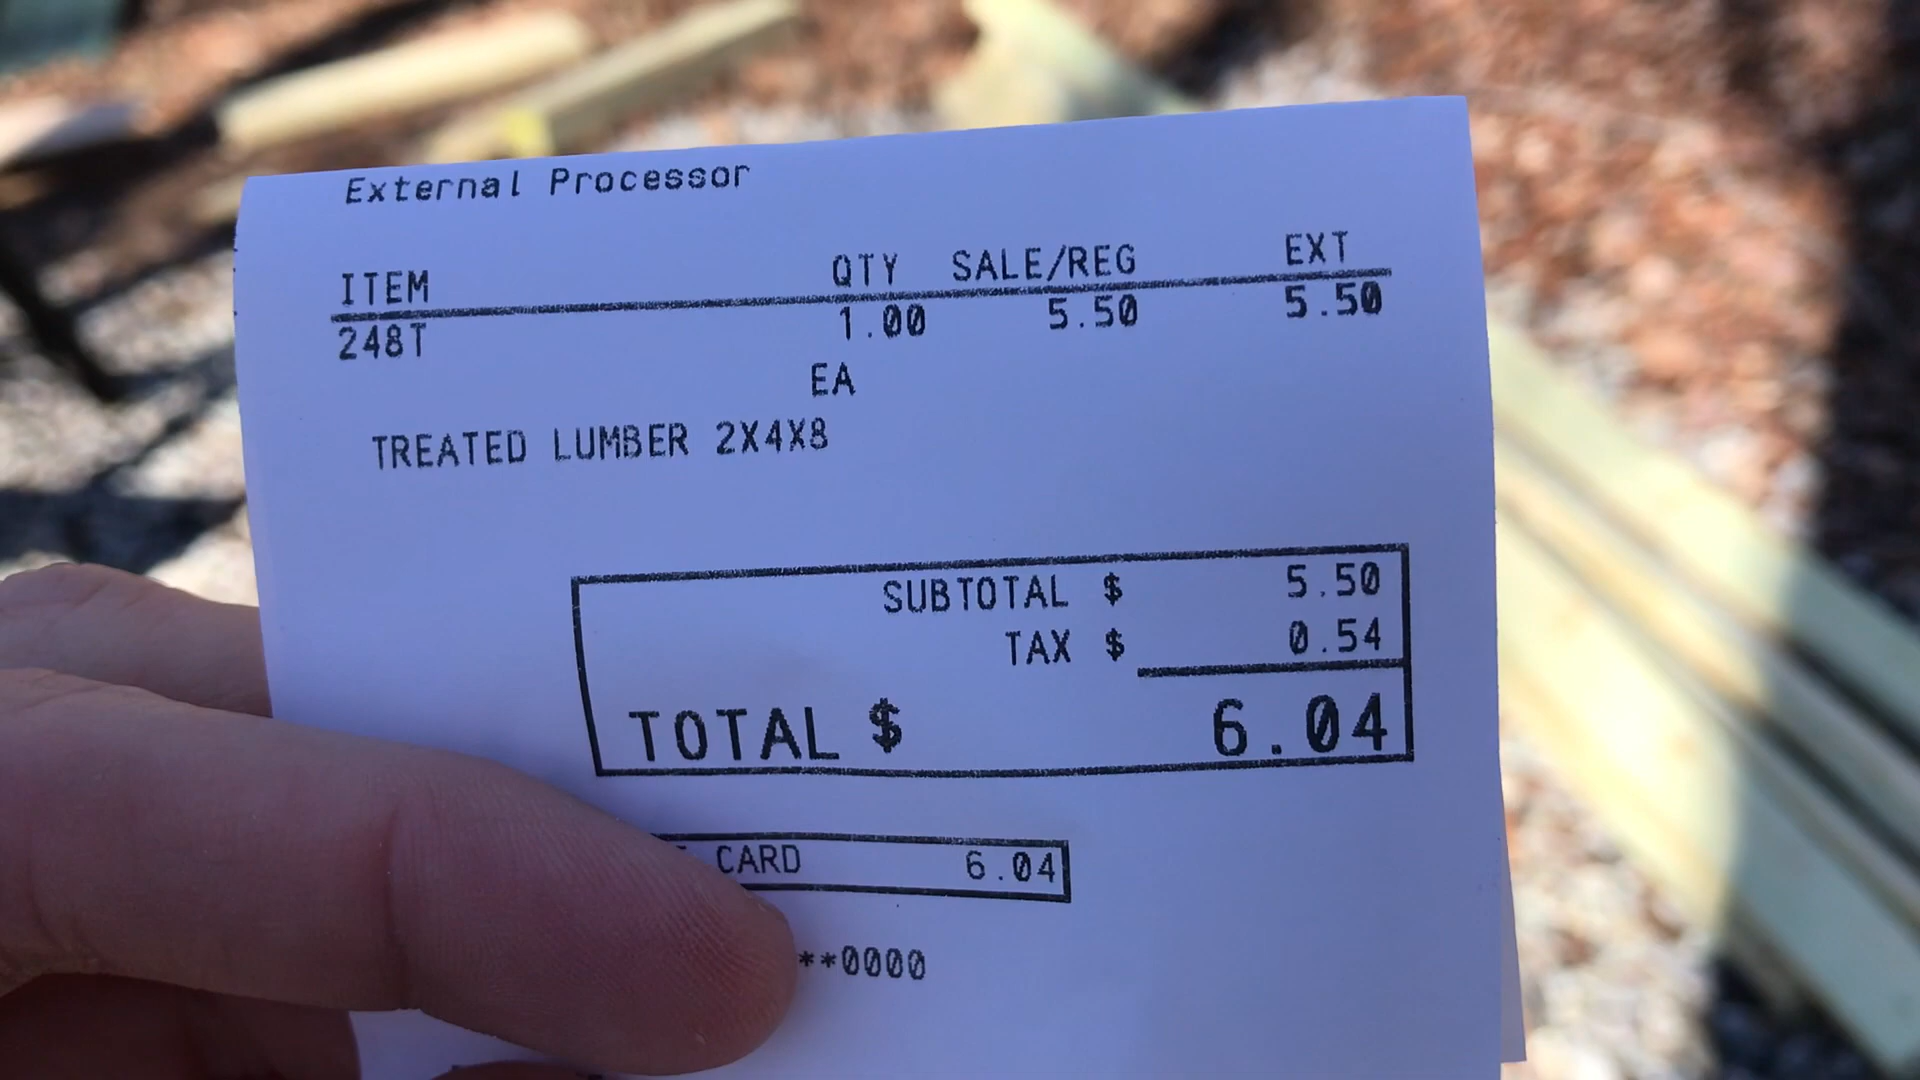 External Processor
ITEM QTY SALE/REG EXT
248T 1.00 5.50 5.50
EA
TREATED LUMBER 2X4X8
SUBTOTAL $ 5.50
TAX $ 0.54
TOTAL $ 6.04
CARD 6.04
**0000